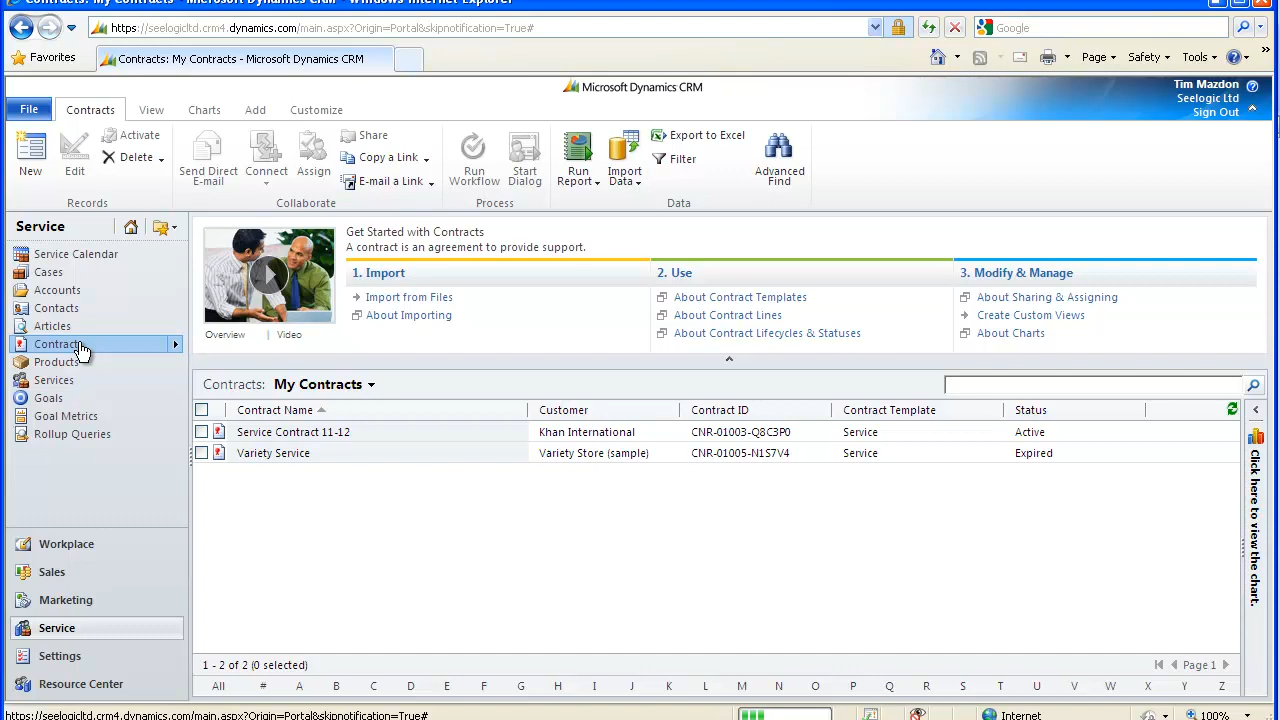 Contracts: My Contracts - Microsoft Dynamics CRM - Windows Internet Explorer
https://seelogicltd.crm4.dynamics.com/main.aspx?Origin=Portal&skipnotification=True#
Google
Favorites
Contracts: My Contracts - Microsoft Dynamics CRM
Page
Safety
Tools
Microsoft Dynamics CRM
Tim Mazdon
Seelogic Ltd
Sign Out
File
Contracts
View
Charts
Add
Customize
New
Edit
Activate
Delete
Records
Send Direct E-mail
Connect
Assign
Share
Copy a Link
E-mail a Link
Collaborate
Run Workflow
Start Dialog
Process
Run Report
Import Data
Export to Excel
Filter
Advanced Find
Data
Service
Service Calendar
Cases
Accounts
Contacts
Articles
Contracts
Products
Services
Goals
Goal Metrics
Rollup Queries
Workplace
Sales
Marketing
Service
Settings
Resource Center
Get Started with Contracts
A contract is an agreement to provide support.
Overview | Video
1. Import
Import from Files
About Importing
2. Use
About Contract Templates
About Contract Lines
About Contract Lifecycles & Statuses
3. Modify & Manage
About Sharing & Assigning
Create Custom Views
About Charts
Contracts: My Contracts
Contract Name Customer Contract ID Contract Template Status
Service Contract 11-12 Khan International CNR-01003-Q8C3P0 Service Active
Variety Service Variety Store (sample) CNR-01005-N1S7V4 Service Expired
Click here to view the chart.
1 - 2 of 2 (0 selected)
Page 1
All # A B C D E F G H I J K L M N O P Q R S T U V W X Y Z
https://seelogicltd.crm4.dynamics.com/main.aspx?Origin=Portal&skipnotification=True#
Internet
100%